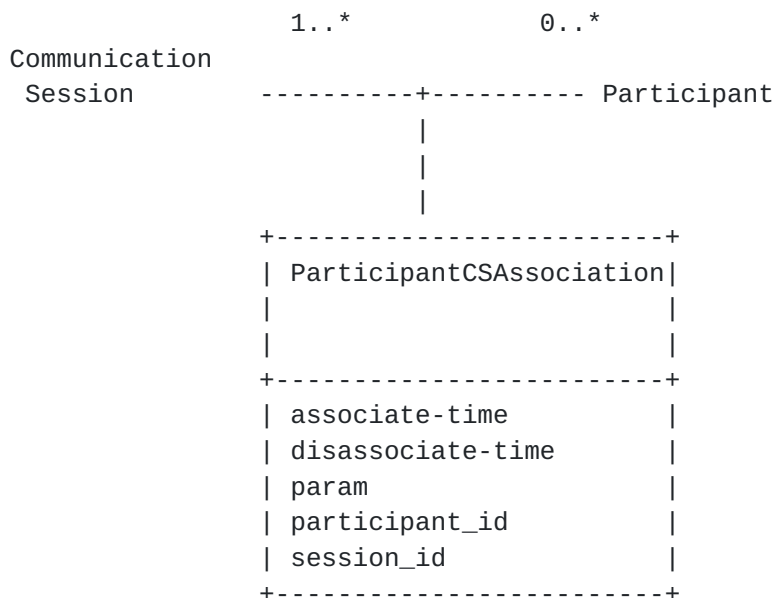 1..* 0..*
Communication
Session ----------+---------- Participant
|
|
|
+-------------------------+
| ParticipantCSAssociation|
| |
| |
+-------------------------+
| associate-time |
| disassociate-time |
| param |
| participant_id |
| session_id |
+-------------------------+